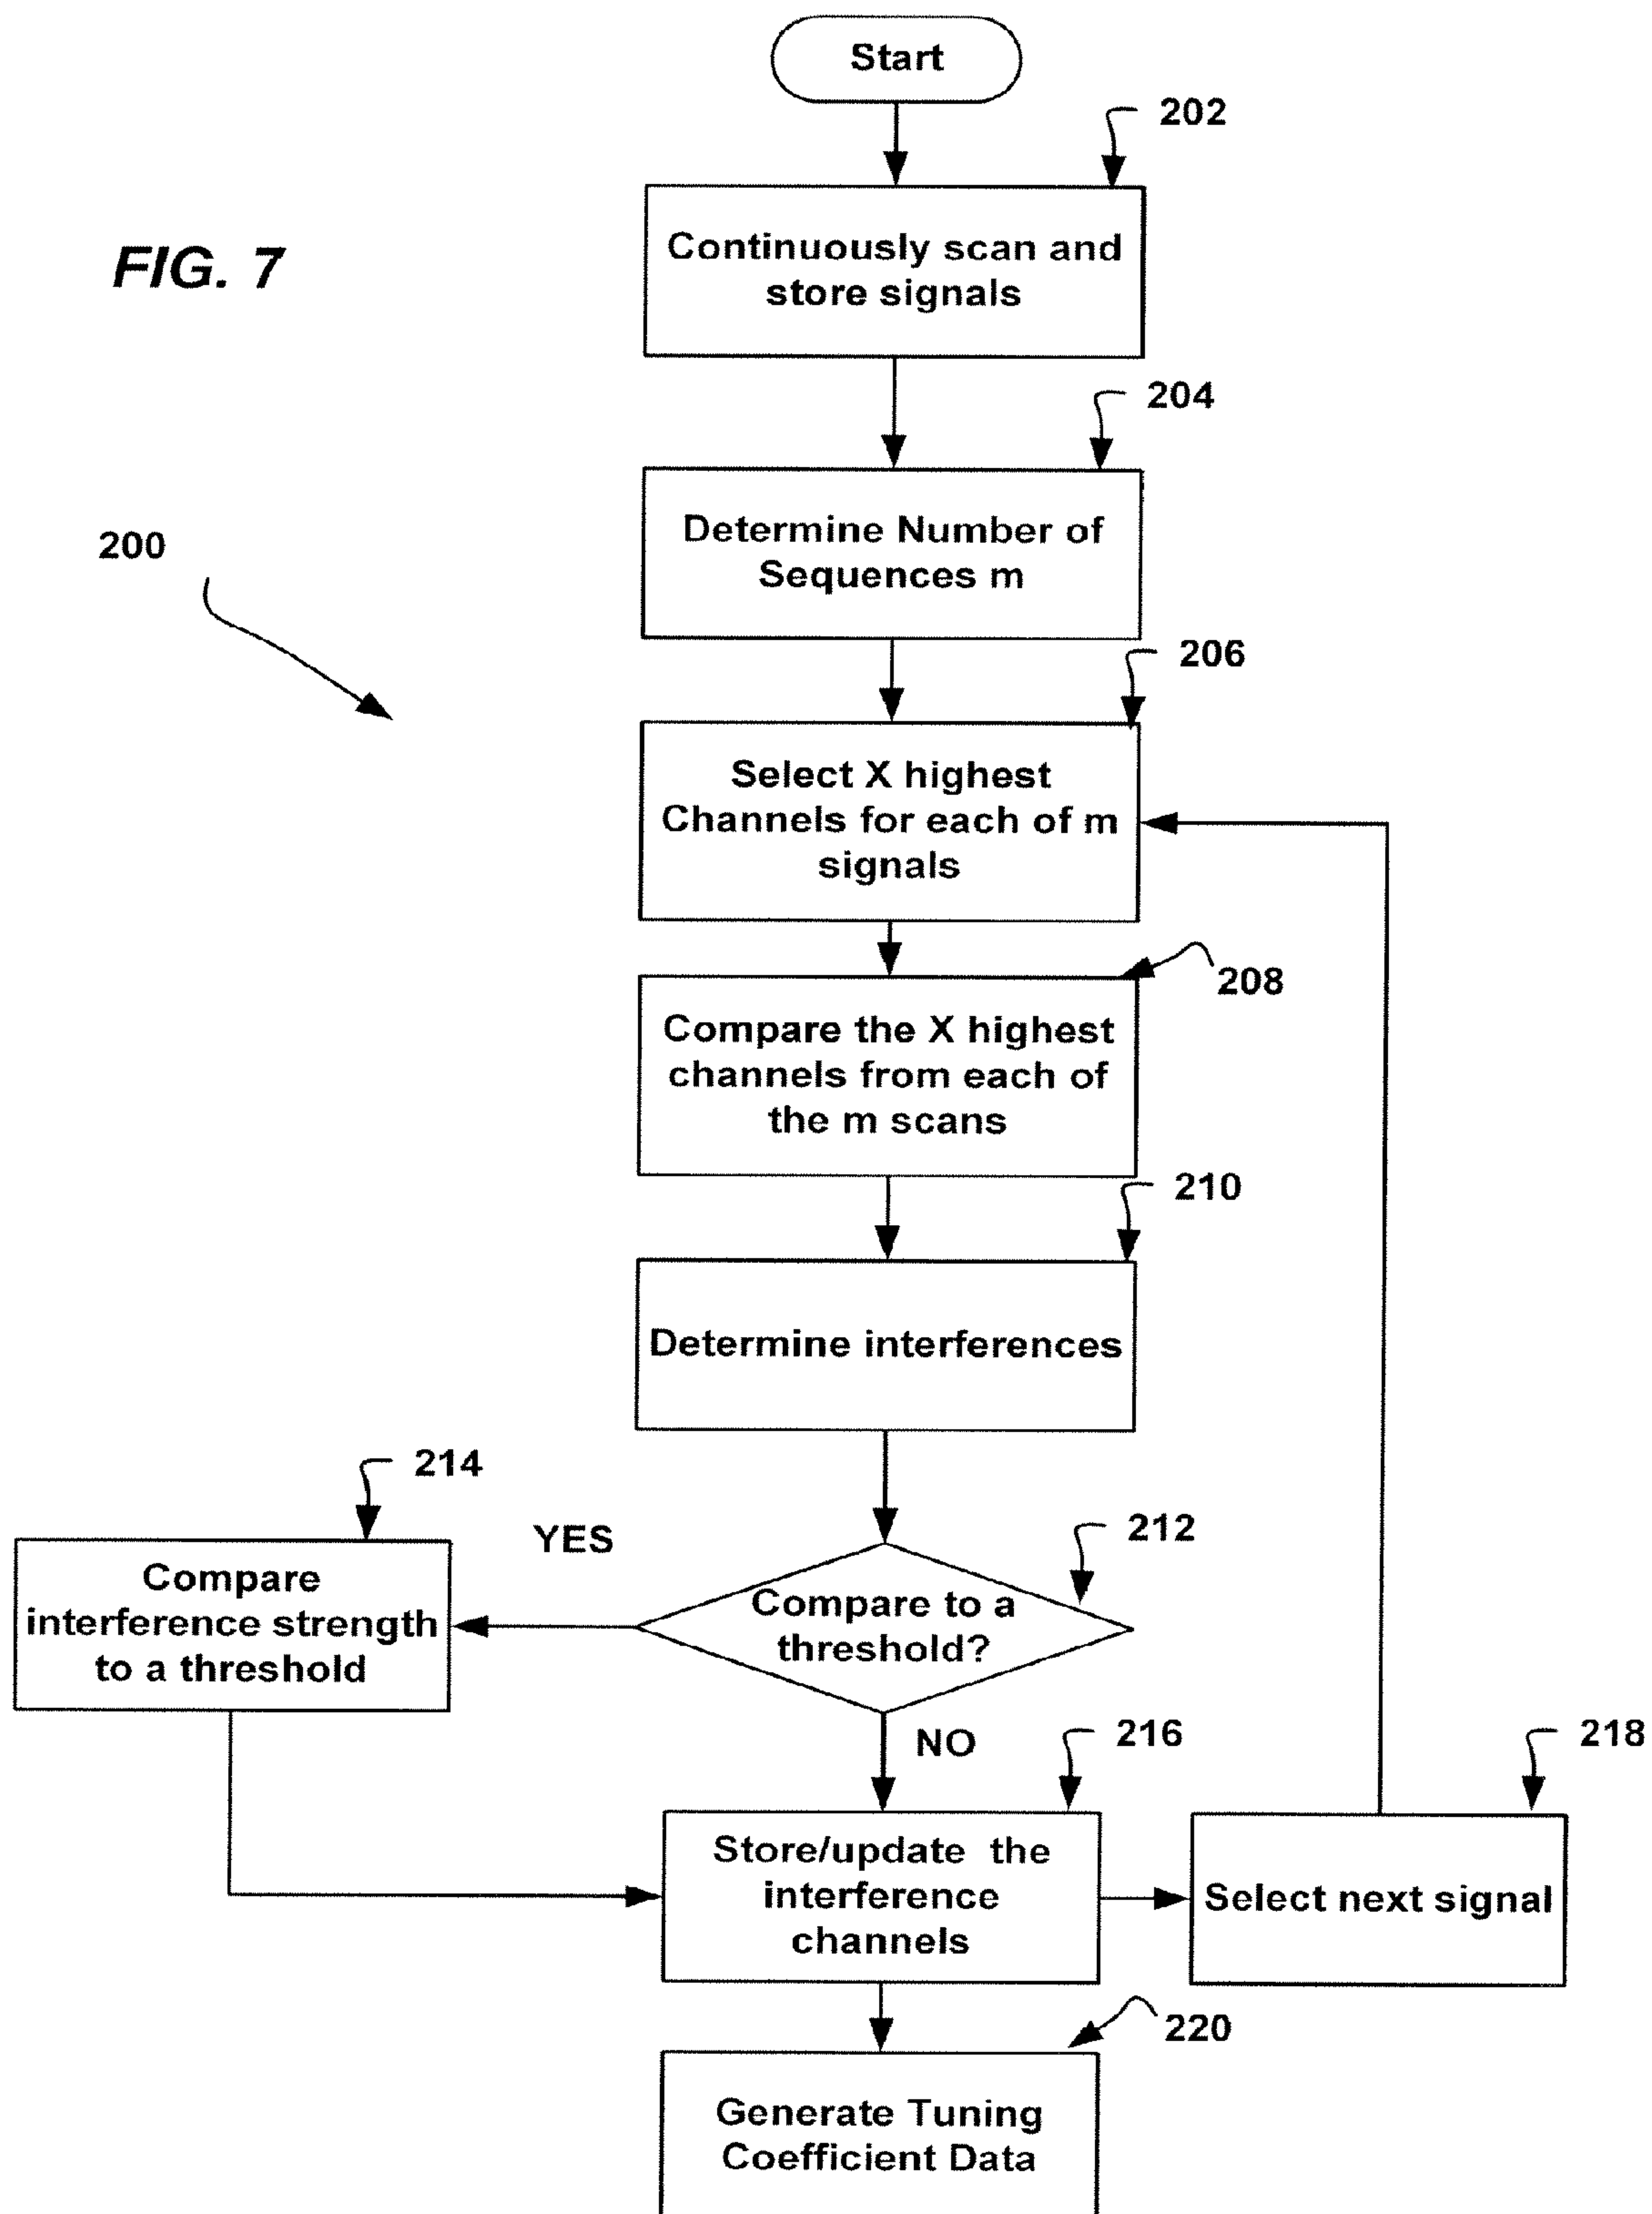 Start
202
FIG. 7
Continuously scan and
store signals
204
200
Determine Number of
Sequences m
206
Select X highest
Channels for each of m
signals
208
Compare the X highest
channels from each of
the m scans
210
Determine interferences
214
YES
212
Compare
interference strength
to a threshold
Compare to a
threshold?
NO
216
218
Store/update the
interference
channels
Select next signal
220
Generate Tuning
Coefficient Data